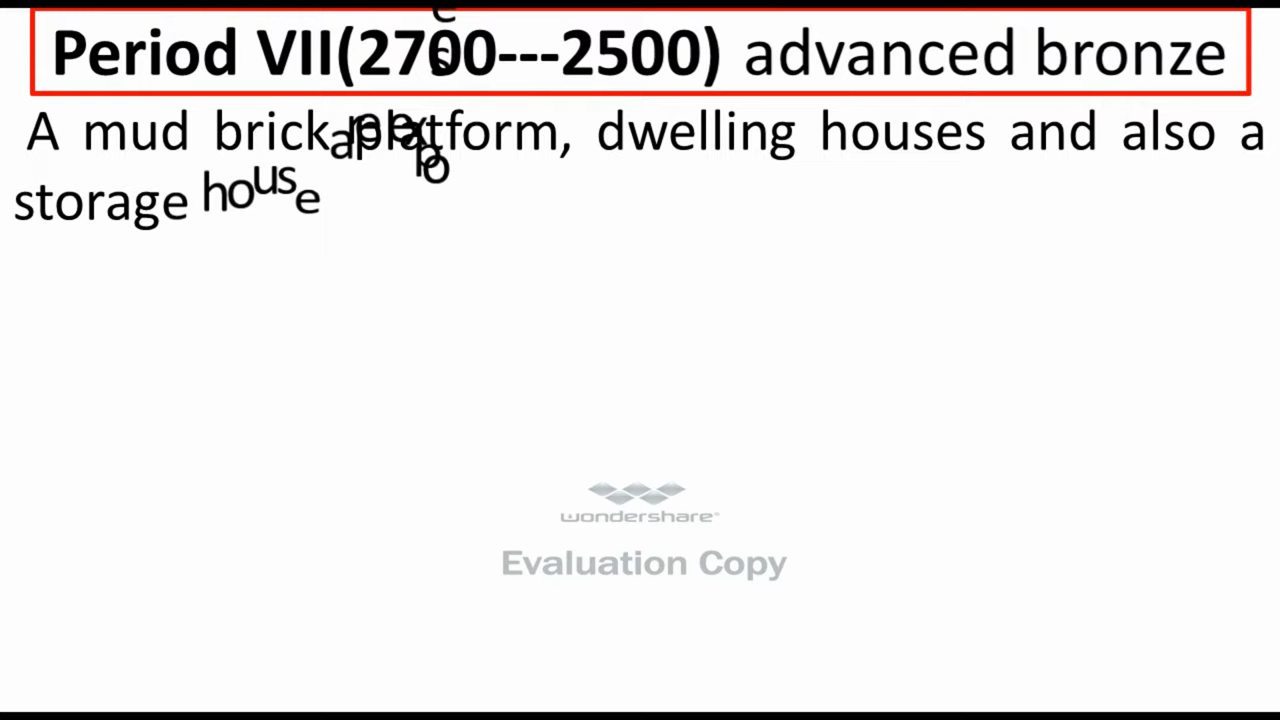 Period VII(2700---2500) advanced bronze
A mud brick platform, dwelling houses and also a
storage house
wondershare
Evaluation Copy